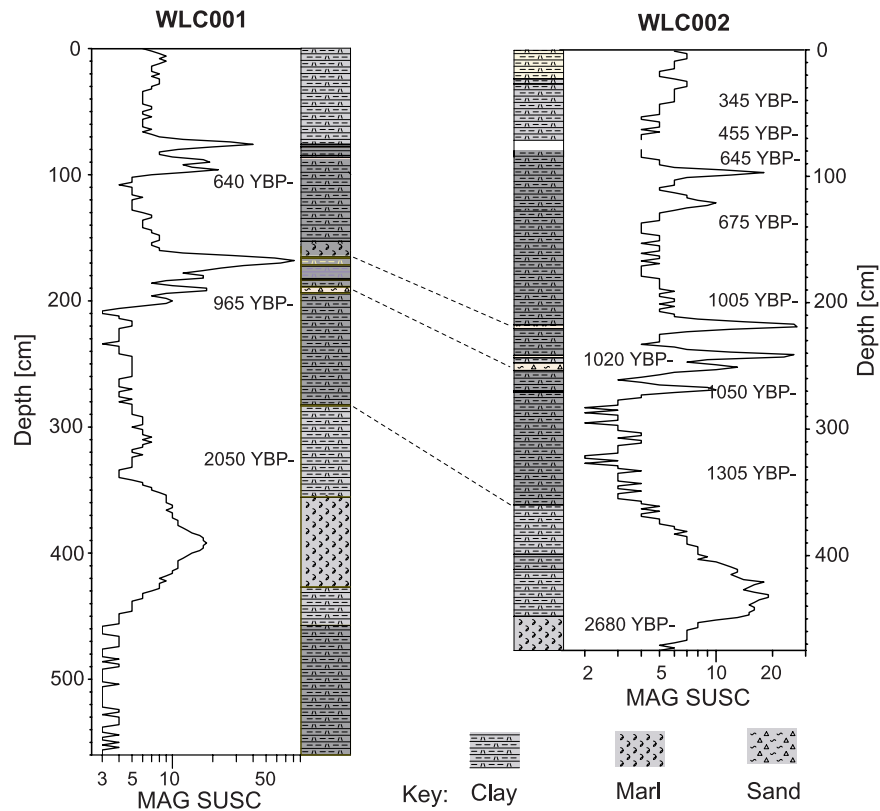 WLC001
WLC002
0
100
200
300
400
500
Depth [cm]
640 YBP-
965 YBP-
2050 YBP-
3 5 10 50
MAG SUSC
345 YBP-
455 YBP-
645 YBP-
675 YBP-
1005 YBP-
1020 YBP-
1050 YBP-
1305 YBP-
2680 YBP-
0
100
200
300
400
Depth [cm]
2 5 10 20
MAG SUSC
Key: Clay Marl Sand